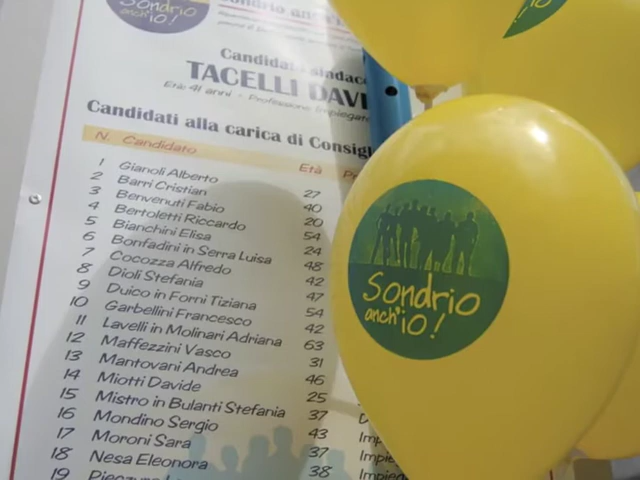 Sondrio
anch'io!
Sondrio anch'
Candidat sindaco
TACELLI DAVI
Età: 41 anni - Professione: Impiegat
Candidati alla carica di Consigl
N. Candidato Età
1 Gianoli Alberto 27
2 Barri Cristian 40
3 Benvenuti Fabio 20
4 Bertoletti Riccardo 54
5 Bianchini Elisa 24
6 Bonfadini in Serra Luisa 48
7 Cocozza Alfredo 42
8 Dioli Stefania 47
9 Duico in Forni Tiziana 54
10 Garbellini Francesco 42
11 Lavelli in Molinari Adriana 63
12 Maffezzini Vasco 31
13 Mantovani Andrea 46
14 Miotti Davide 25
15 Mistro in Bulanti Stefania 37
16 Mondino Sergio 43
17 Moroni Sara 37
18 Nesa Eleonora 38
19
Sondrio
anch'io!